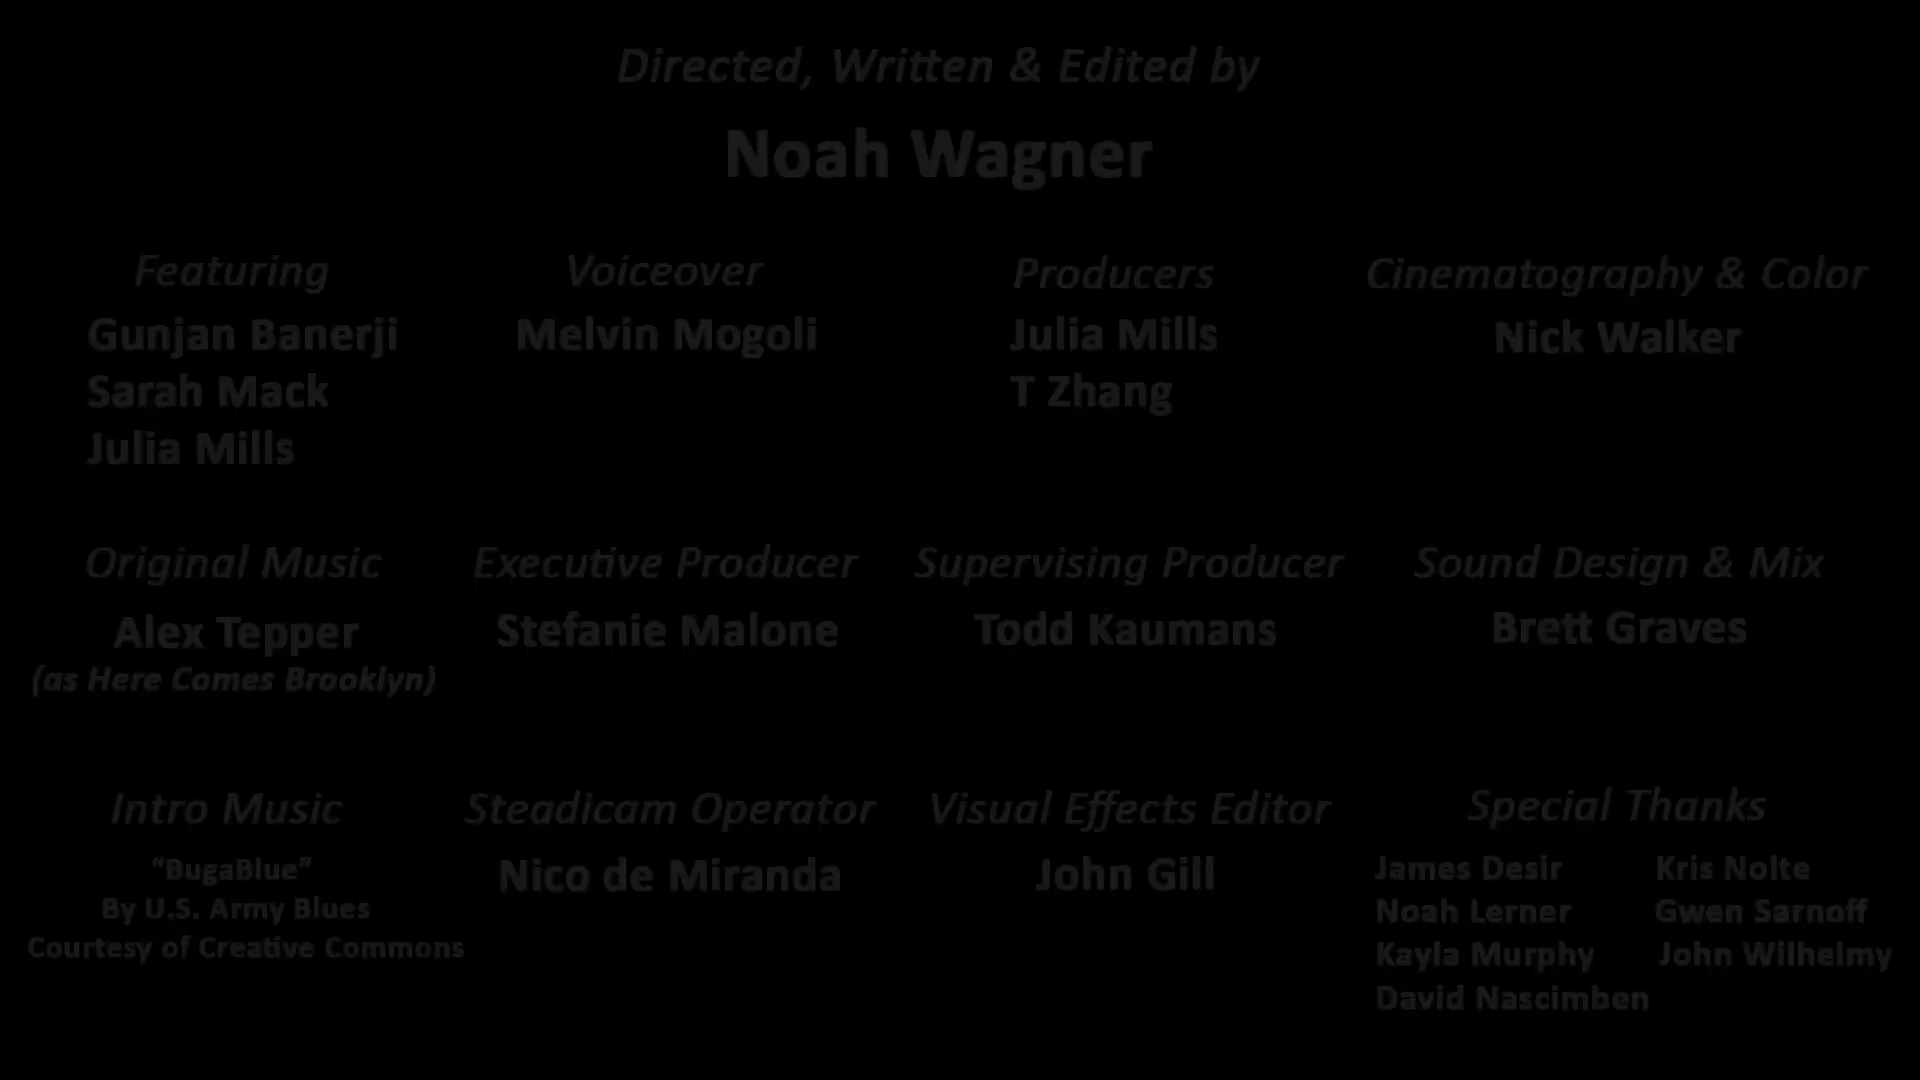 Directed, Written & Edited by
Noah Wagner
Featuring
Gunjan Banerji
Sarah Mack
Julia Mills
Voiceover
Melvin Mogoli
Producers
Julia Mills
T Zhang
Cinematography & Color
Nick Walker
Original Music
Alex Tepper
(as Here Comes Brooklyn)
Executive Producer
Stefanie Malone
Supervising Producer
Todd Kaumans
Sound Design & Mix
Brett Graves
Intro Music
“BugaBlue”
By U.S. Army Blues
Courtesy of Creative Commons
Steadicam Operator
Nico de Miranda
Visual Effects Editor
John Gill
Special Thanks
James Desir
Noah Lerner
Kayla Murphy
David Nascimben
Kris Nolte
Gwen Sarnoff
John Wilhelmy